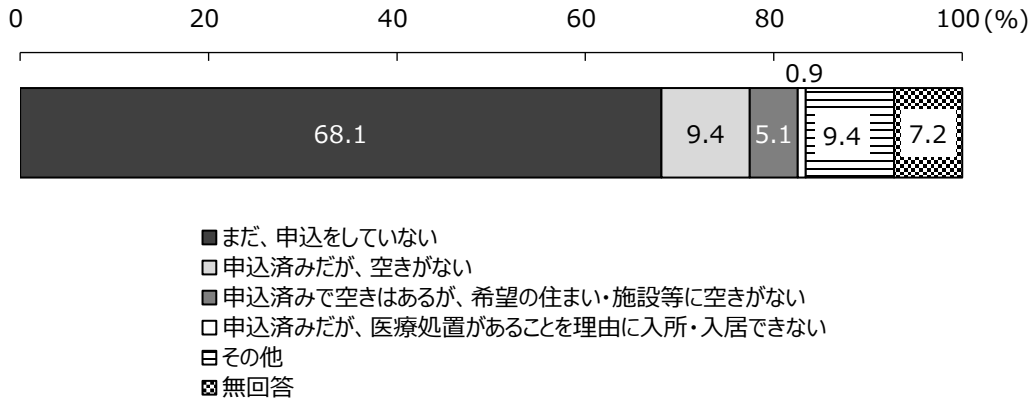 0 20 40 60 80 100(%)
0.9
68.1 9.4 5.1 9.4 7.2
まだ、申込をしていない
申込済みだが、空きがない
申込済みで空きはあるが、希望の住まい・施設等に空きがない
申込済みだが、医療処置があることを理由に入所・入居できない
その他
無回答